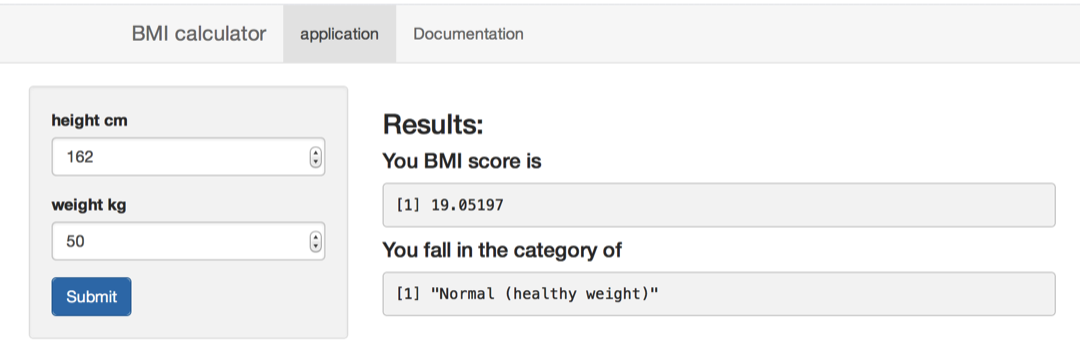 BMI calculator application Documentation
height cm
162
weight kg
50
Submit
Results:
You BMI score is
[1] 19.05197
You fall in the category of
[1] "Normal (healthy weight)"